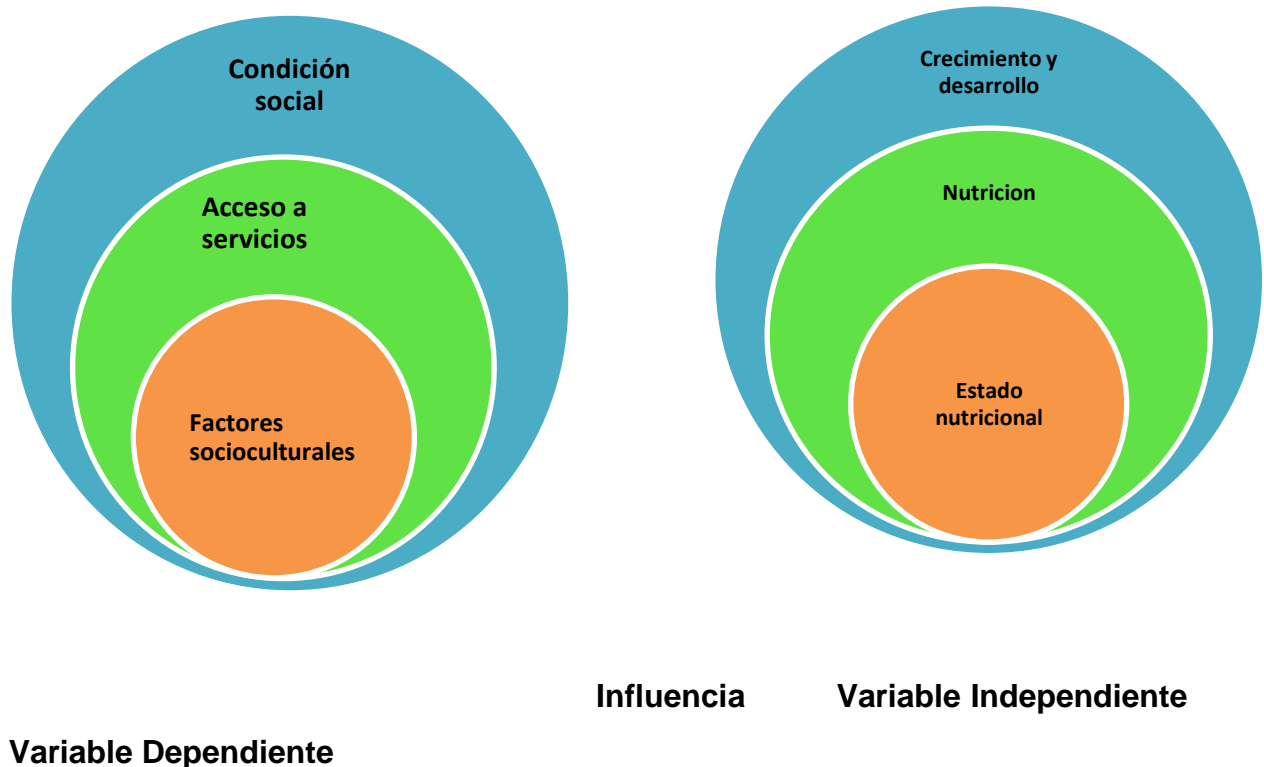 Condición
social
Acceso a
servicios
Factores
socioculturales
Crecimiento y
desarrollo
Nutricion
Estado
nutricional
Influencia Variable Independiente
Variable Dependiente